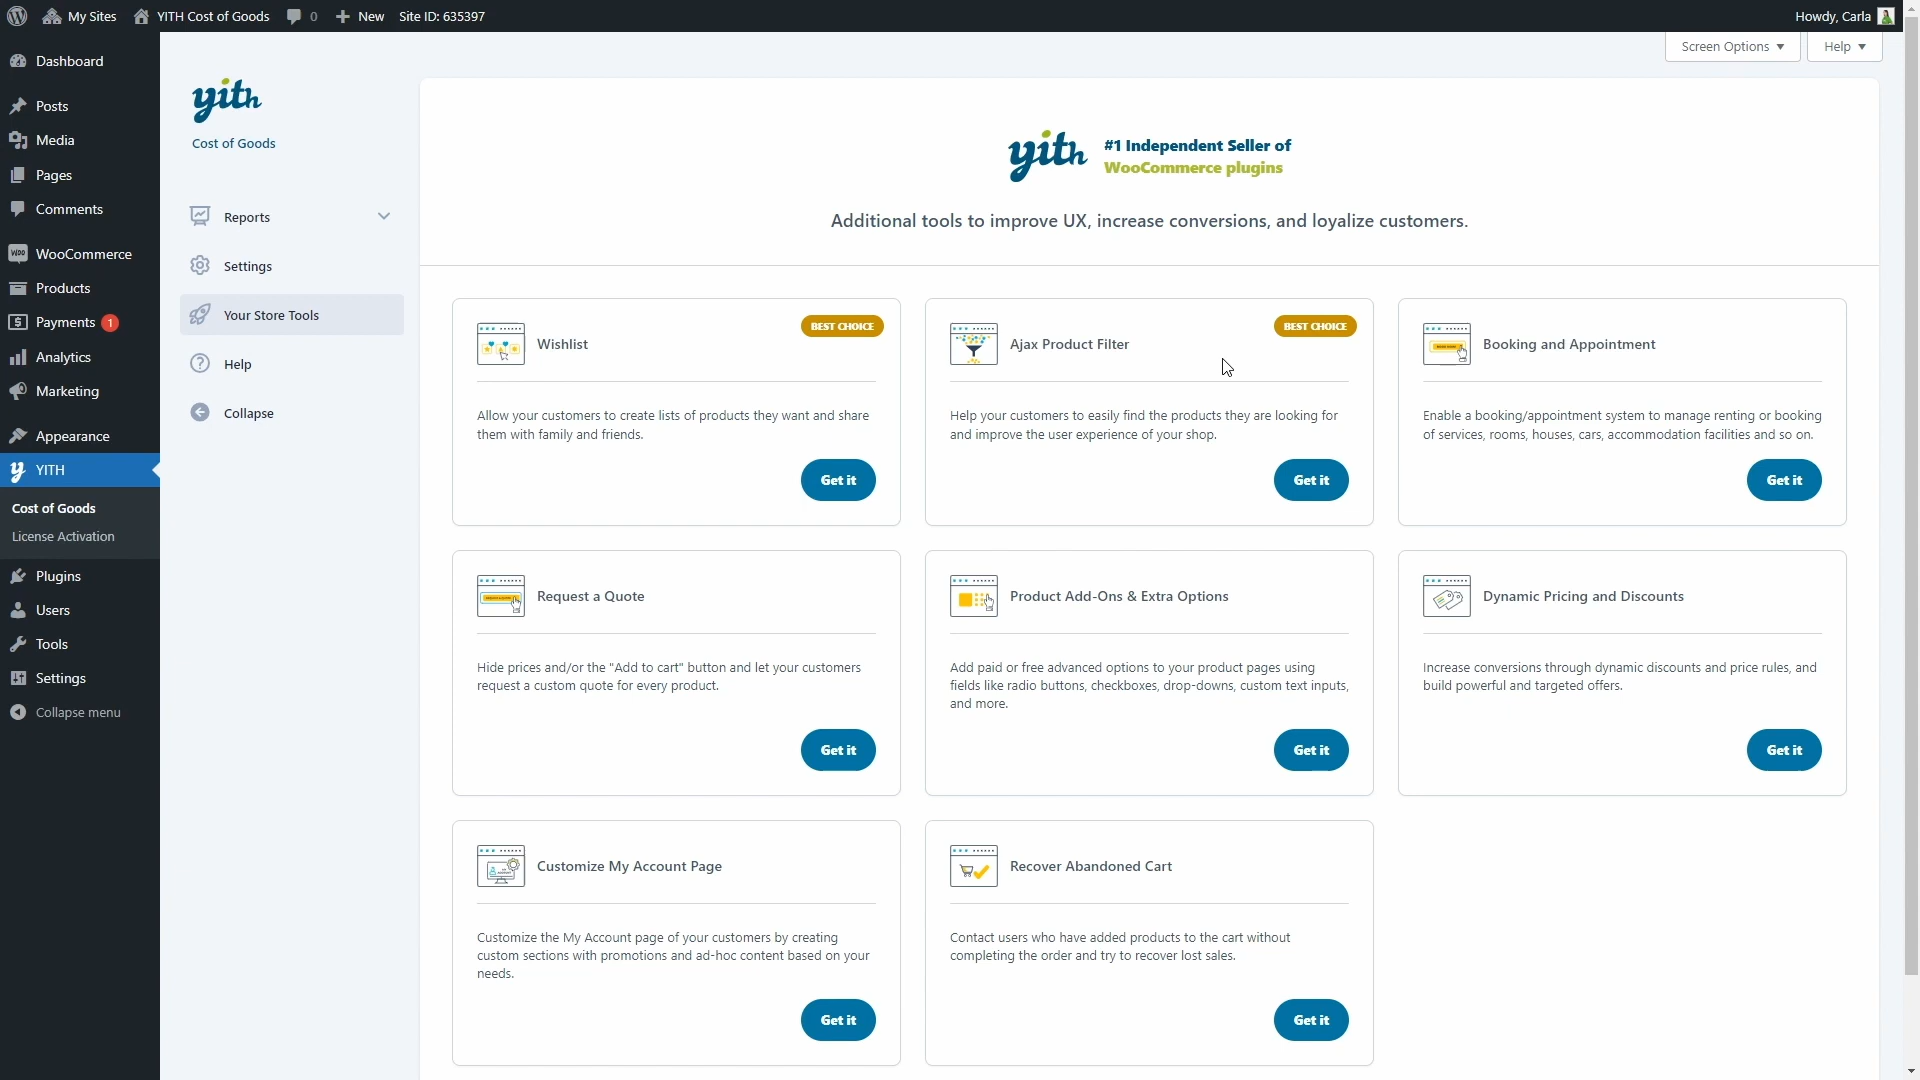 My Sites
YITH Cost of Goods
0
New
Site ID: 635397
Howdy, Carla
Screen Options
Help
Dashboard
Posts
Media
Pages
Comments
WooCommerce
Products
Payments 1
Analytics
Marketing
Appearance
YITH
Cost of Goods
License Activation
Plugins
Users
Tools
Settings
Collapse menu
yith
Cost of Goods
Reports
Settings
Your Store Tools
Help
Collapse
yith
#1 Independent Seller of
WooCommerce plugins
Additional tools to improve UX, increase conversions, and loyalize customers.
Wishlist
BEST CHOICE
Allow your customers to create lists of products they want and share
them with family and friends.
Get it
Ajax Product Filter
BEST CHOICE
Help your customers to easily find the products they are looking for
and improve the user experience of your shop.
Get it
Booking and Appointment
Enable a booking/appointment system to manage renting or booking
of services, rooms, houses, cars, accommodation facilities and so on.
Get it
Request a Quote
Hide prices and/or the "Add to cart" button and let your customers
request a custom quote for every product.
Get it
Product Add-Ons & Extra Options
Add paid or free advanced options to your product pages using
fields like radio buttons, checkboxes, drop-downs, custom text inputs,
and more.
Get it
Dynamic Pricing and Discounts
Increase conversions through dynamic discounts and price rules, and
build powerful and targeted offers.
Get it
Customize My Account Page
Customize the My Account page of your customers by creating
custom sections with promotions and ad-hoc content based on your
needs.
Get it
Recover Abandoned Cart
Contact users who have added products to the cart without
completing the order and try to recover lost sales.
Get it